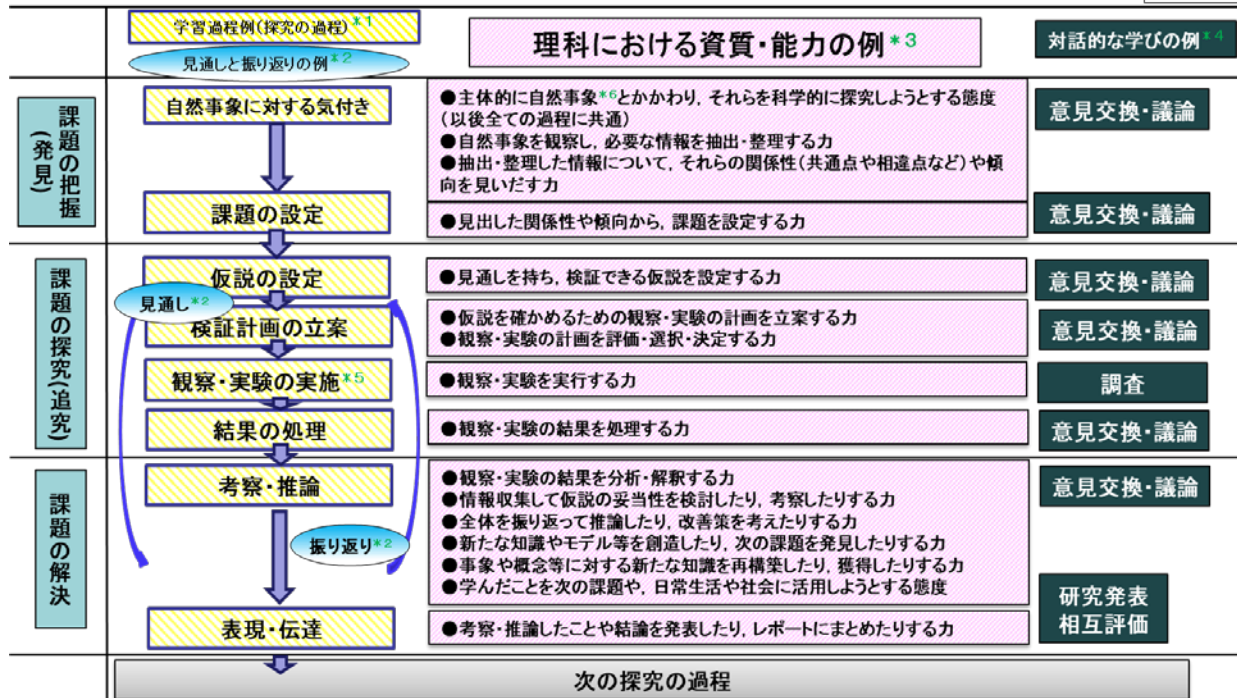 学習過程例(探究の過程)*1
見通しと振り返りの例*2
理科における資質・能力の例*3
対話的な学びの例*4
課題の把握
(発見)
自然事象に対する気付き
●主体的に自然事象*6とかかわり, それらを科学的に探究しようとする態度
(以後全ての過程に共通)
●自然事象を観察し, 必要な情報を抽出・整理する力
●抽出・整理した情報について, それらの関係性(共通点や相違点など)や傾
向を見いだす力
意見交換・議論
課題の設定
●見出した関係性や傾向から, 課題を設定する力
意見交換・議論
課題の探究(追究)
仮説の設定
●見通しを持ち, 検証できる仮説を設定する力
意見交換・議論
見通し*2
検証計画の立案
●仮説を確かめるための観察・実験の計画を立案する力
●観察・実験の計画を評価・選択・決定する力
意見交換・議論
観察・実験の実施*5
●観察・実験を実行する力
調査
結果の処理
●観察・実験の結果を処理する力
意見交換・議論
課題の解決
考察・推論
●観察・実験の結果を分析・解釈する力
●情報収集して仮説の妥当性を検討したり, 考察したりする力
●全体を振り返って推論したり, 改善策を考えたりする力
●新たな知識やモデル等を創造したり, 次の課題を発見したりする力
●事象や概念等に対する新たな知識を再構築したり, 獲得したりする力
●学んだことを次の課題や, 日常生活や社会に活用しようとする態度
意見交換・議論
振り返り*2
表現・伝達
●考察・推論したことや結論を発表したり, レポートにまとめたりする力
研究発表
相互評価
次の探究の過程